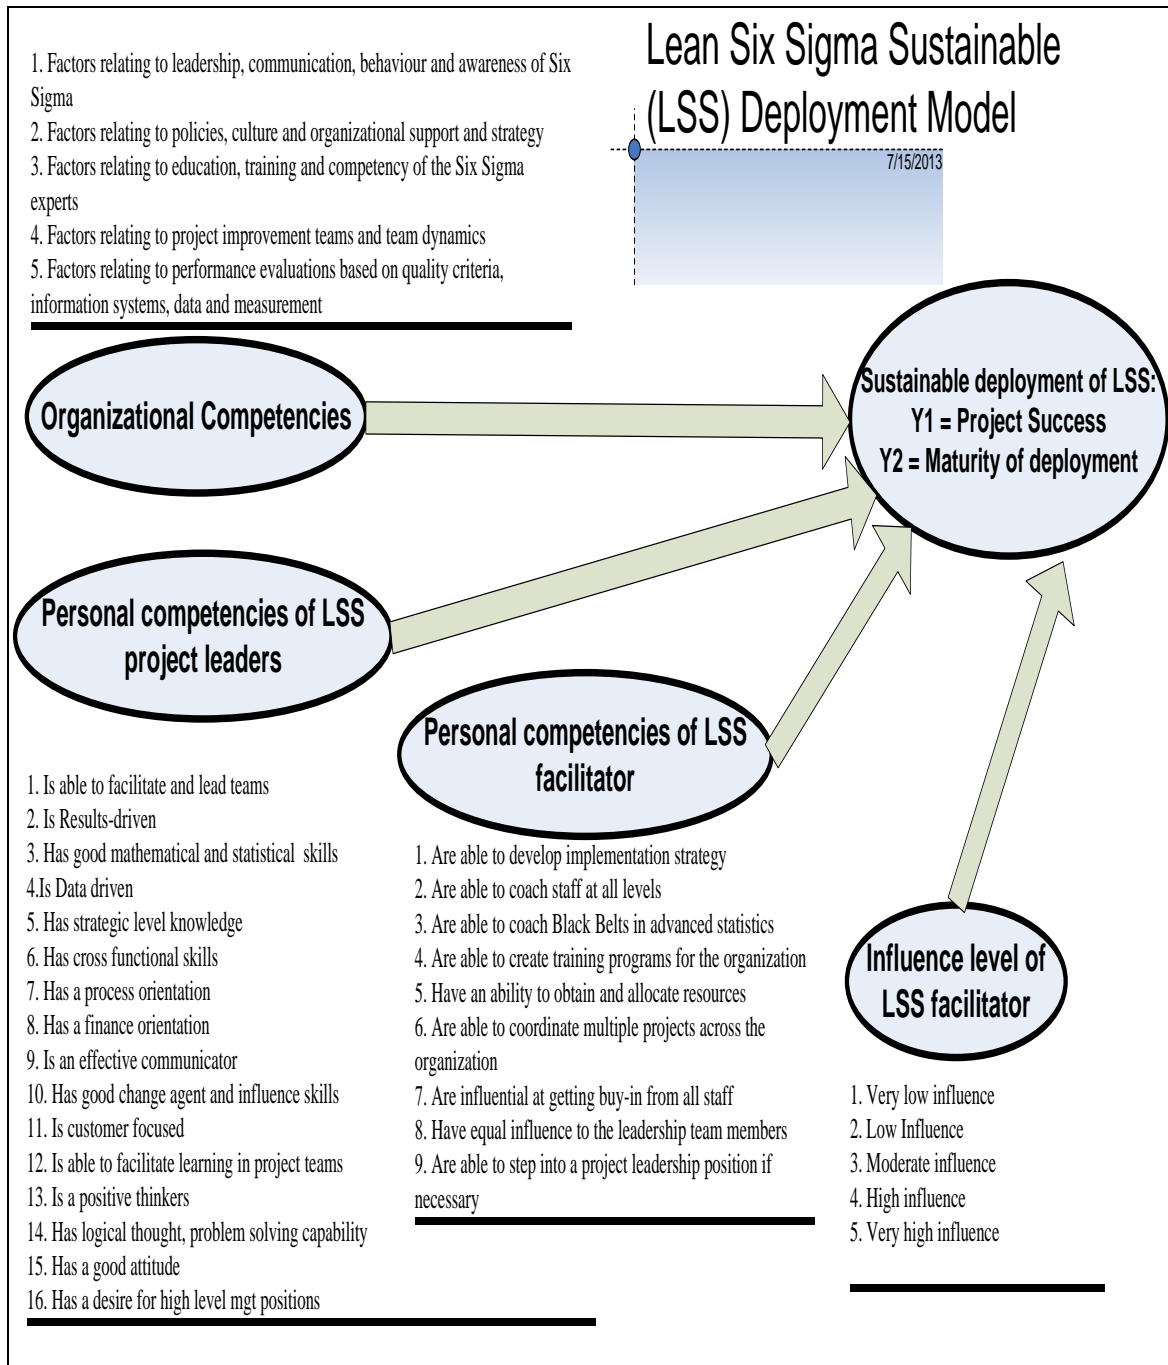 Lean Six Sigma Sustainable
(LSS) Deployment Model
7/15/2013
1. Factors relating to leadership, communication, behaviour and awareness of Six
Sigma
2. Factors relating to policies, culture and organizational support and strategy
3. Factors relating to education, training and competency of the Six Sigma
experts
4. Factors relating to project improvement teams and team dynamics
5. Factors relating to performance evaluations based on quality criteria,
information systems, data and measurement
Organizational Competencies
Sustainable deployment of LSS:
Y1 = Project Success
Y2 = Maturity of deployment
Personal competencies of LSS
project leaders
1. Is able to facilitate and lead teams
2. Is Results-driven
3. Has good mathematical and statistical  skills
4.Is Data driven
5. Has strategic level knowledge
6. Has cross functional skills
7. Has a process orientation
8. Has a finance orientation
9. Is an effective communicator
10. Has good change agent and influence skills
11. Is customer focused
12. Is able to facilitate learning in project teams
13. Is a positive thinkers
14. Has logical thought, problem solving capability
15. Has a good attitude
16. Has a desire for high level mgt positions
Personal competencies of LSS
facilitator
1. Are able to develop implementation strategy
2. Are able to coach staff at all levels
3. Are able to coach Black Belts in advanced statistics
4. Are able to create training programs for the organization
5. Have an ability to obtain and allocate resources
6. Are able to coordinate multiple projects across the
organization
7. Are influential at getting buy-in from all staff
8. Have equal influence to the leadership team members
9. Are able to step into a project leadership position if
necessary
Influence level of
LSS facilitator
1. Very low influence
2. Low Influence
3. Moderate influence
4. High influence
5. Very high influence